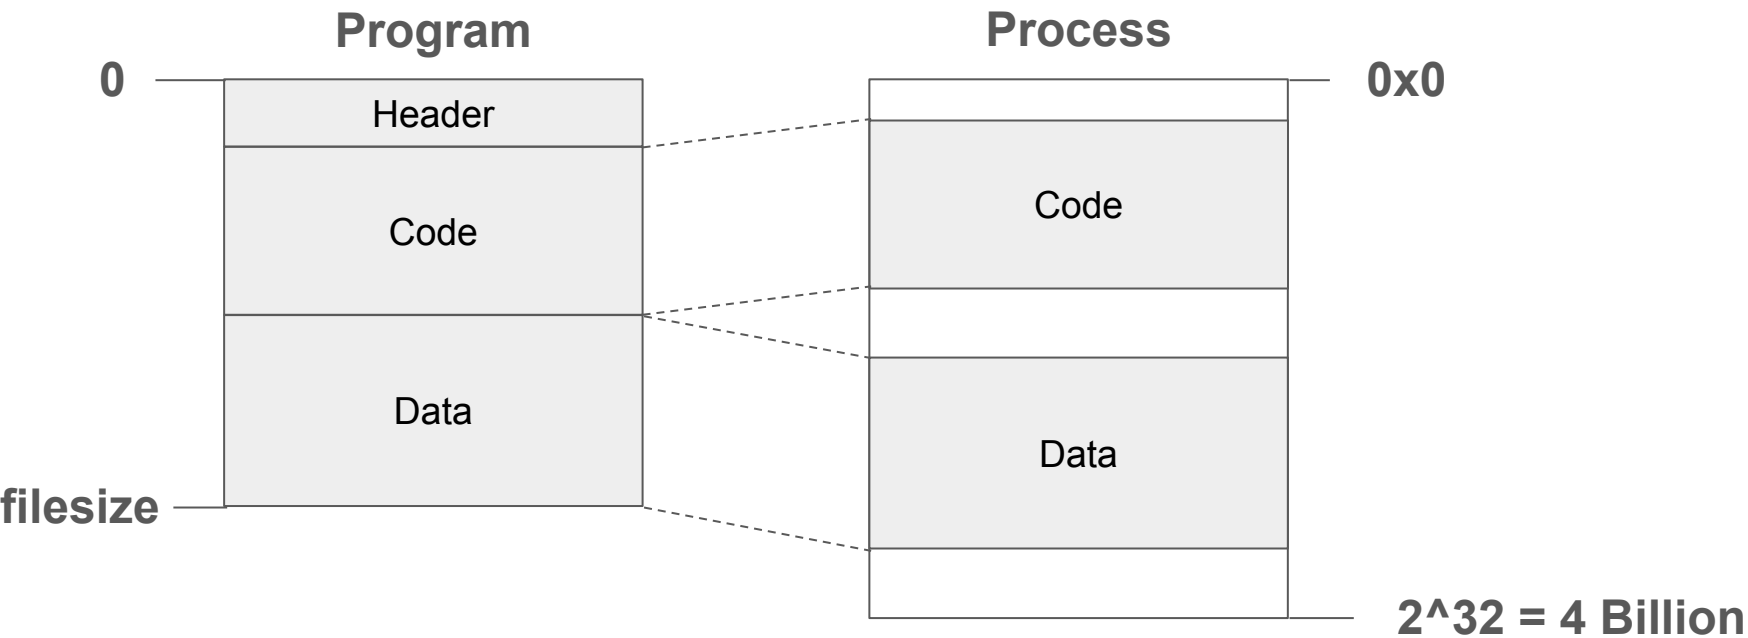 Program
Process
0
0x0
Header
Code
Code
Data
Data
filesize
2^32 = 4 Billion